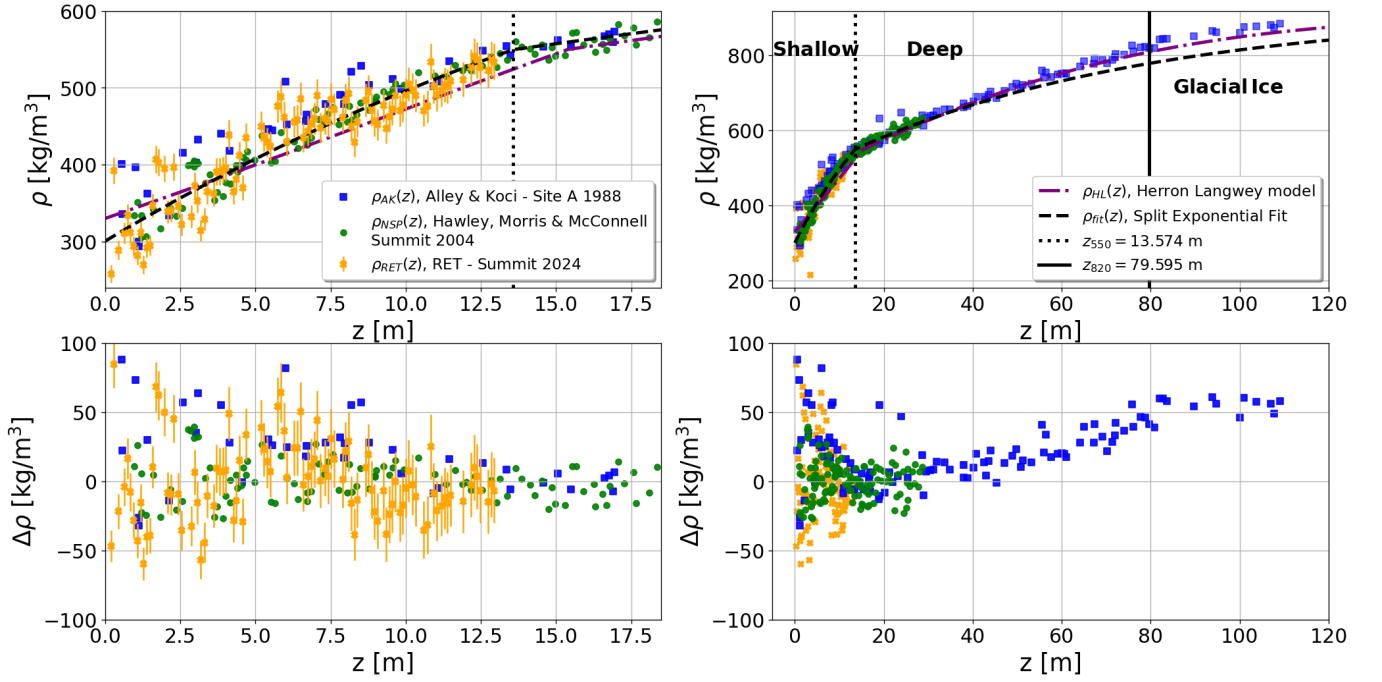 600
500
400
300
ρ [kg/m³]
ρ_AK(z), Alley & Koci - Site A 1988
ρ_NSP(z), Hawley, Morris & McConnell
Summit 2004
ρ_RET(z), RET - Summit 2024
0.0 2.5 5.0 7.5 10.0 12.5 15.0 17.5
z [m]
800
600
400
200
ρ [kg/m³]
Shallow
Deep
Glacial Ice
ρ_HL(z), Herron Langwey model
ρ_fit(z), Split Exponential Fit
z₅₅₀ = 13.574 m
z₈₂₀ = 79.595 m
0 20 40 60 80 100 120
z [m]
100
50
0
−50
−100
Δρ [kg/m³]
0.0 2.5 5.0 7.5 10.0 12.5 15.0 17.5
z [m]
100
50
0
−50
−100
Δρ [kg/m³]
0 20 40 60 80 100 120
z [m]